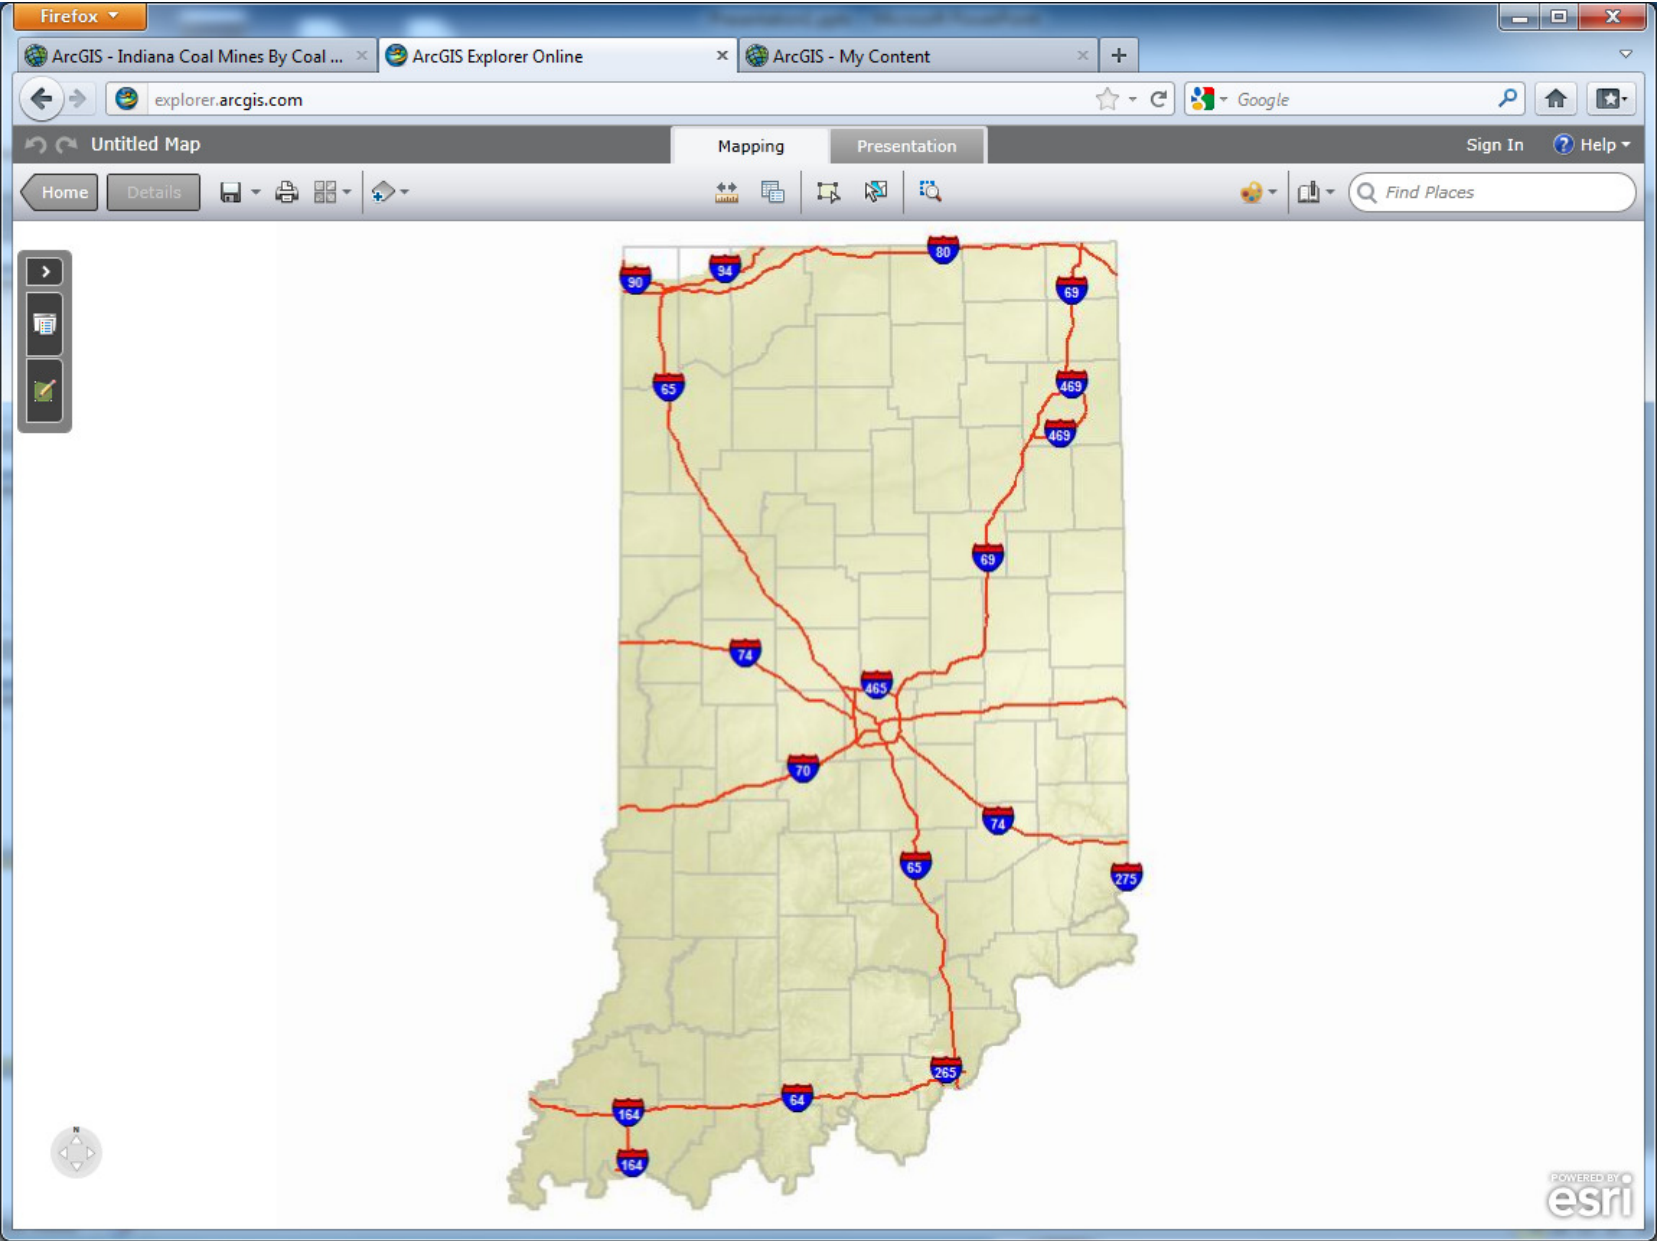 Firefox
ArcGIS - Indiana Coal Mines By Coal ...
ArcGIS Explorer Online
ArcGIS - My Content
explorer.arcgis.com
Google
Untitled Map
Mapping
Presentation
Sign In
Help
Home
Details
Find Places
80
94
90
69
65
469
469
69
74
465
70
74
65
275
265
64
164
164
N
POWERED BY
esri